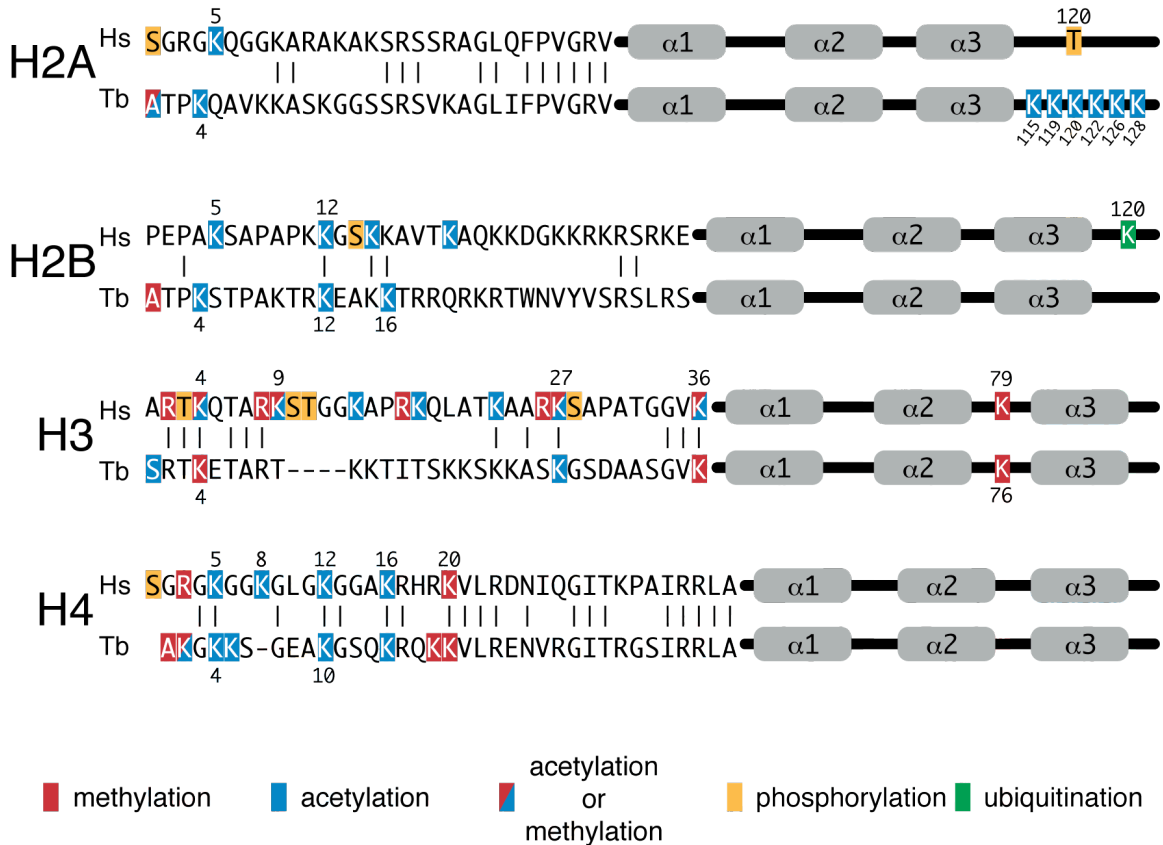 5 120
H2A
Hs SGRGKQGGKARAKAKSRSSRAGLQFPVGRV α1 α2 α3 T
Tb ATPKQAVKKASKGGSSRSVKAGLIFPVGRV α1 α2 α3 K K K K K K
4 115 119 120 122 126 128
5 12 120
H2B
Hs PEPAKSAPAPKKGSKKAVTKAQKKDGKKRKRSRKE α1 α2 α3 K
Tb ATPKSTPAKTRKEAKKTRRQRKRTWNVYVSRSLRS α1 α2 α3
4 12 16
4 9 27 36 79
H3
Hs ARTKQTARKSTGGKAPRKQLATKAARKSAPATGGVK α1 α2 K α3
Tb SRTKETART----KKTITSKKSKKASKGSDAASGVK α1 α2 K α3
4 76
5 8 12 16 20
H4
Hs SGRGKGGKGLGKGGAKRHRKVLRDNIQGITKPAIRRLA α1 α2 α3
Tb AKGKKS-GEAKGSQKRQKKVLRENVRGITRGSIRRLA α1 α2 α3
4 10
methylation
acetylation
acetylation
or
methylation
phosphorylation
ubiquitination